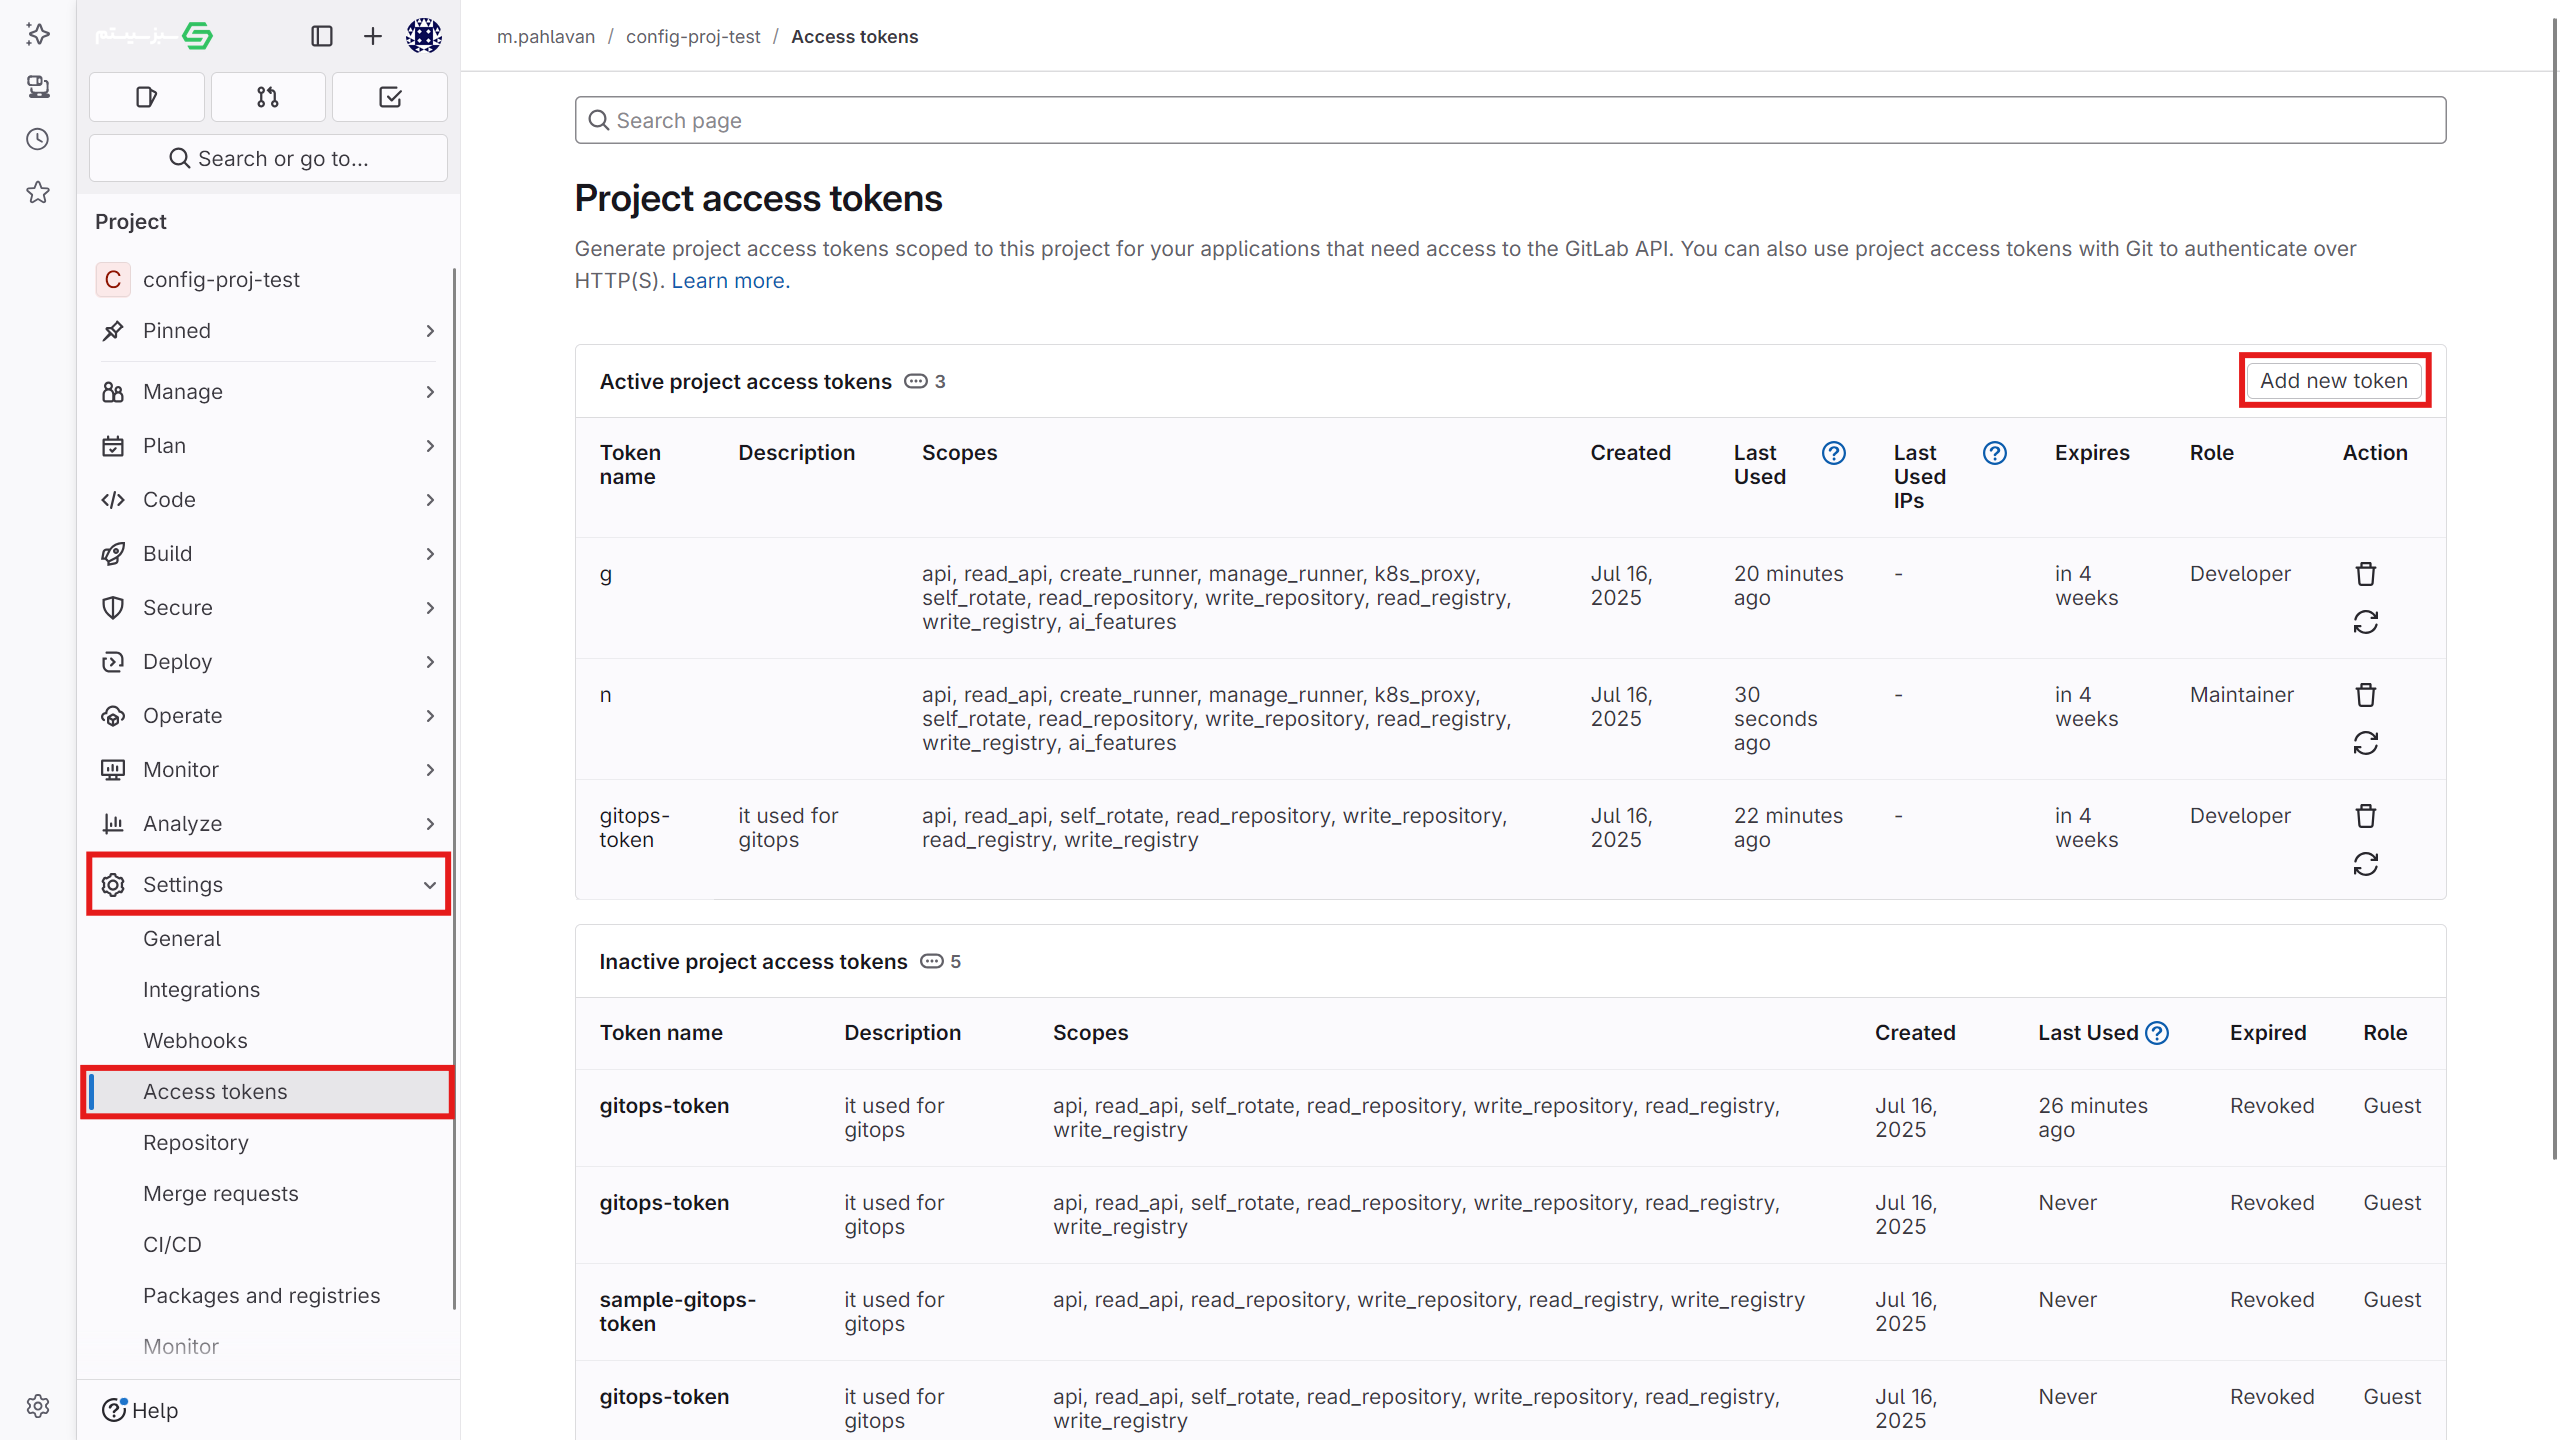 سبزسیستم
m.pahlavan / config-proj-test / Access tokens
Search or go to...
Project
C config-proj-test
Pinned
Manage
Plan
Code
Build
Secure
Deploy
Operate
Monitor
Analyze
Settings
General
Integrations
Webhooks
Access tokens
Repository
Merge requests
CI/CD
Packages and registries
Monitor
Help
Search page
Project access tokens
Generate project access tokens scoped to this project for your applications that need access to the GitLab API. You can also use project access tokens with Git to authenticate over
HTTP(S). Learn more.
Active project access tokens 3
Add new token
Token name Description Scopes Created Last Used Last Used IPs Expires Role Action
g api, read_api, create_runner, manage_runner, k8s_proxy, Jul 16, 20 minutes - in 4 Developer
self_rotate, read_repository, write_repository, read_registry, 2025 ago weeks
write_registry, ai_features
n api, read_api, create_runner, manage_runner, k8s_proxy, Jul 16, 30 - in 4 Maintainer
self_rotate, read_repository, write_repository, read_registry, 2025 seconds weeks
write_registry, ai_features ago
gitops- it used for api, read_api, self_rotate, read_repository, write_repository, Jul 16, 22 minutes - in 4 Developer
token gitops read_registry, write_registry 2025 ago weeks
Inactive project access tokens 5
Token name Description Scopes Created Last Used Expired Role
gitops-token it used for api, read_api, self_rotate, read_repository, write_repository, read_registry, Jul 16, 26 minutes Revoked Guest
gitops write_registry 2025 ago
gitops-token it used for api, read_api, self_rotate, read_repository, write_repository, read_registry, Jul 16, Never Revoked Guest
gitops write_registry 2025
sample-gitops- it used for api, read_api, read_repository, write_repository, read_registry, write_registry Jul 16, Never Revoked Guest
token gitops 2025
gitops-token it used for api, read_api, self_rotate, read_repository, write_repository, read_registry, Jul 16, Never Revoked Guest
gitops write_registry 2025